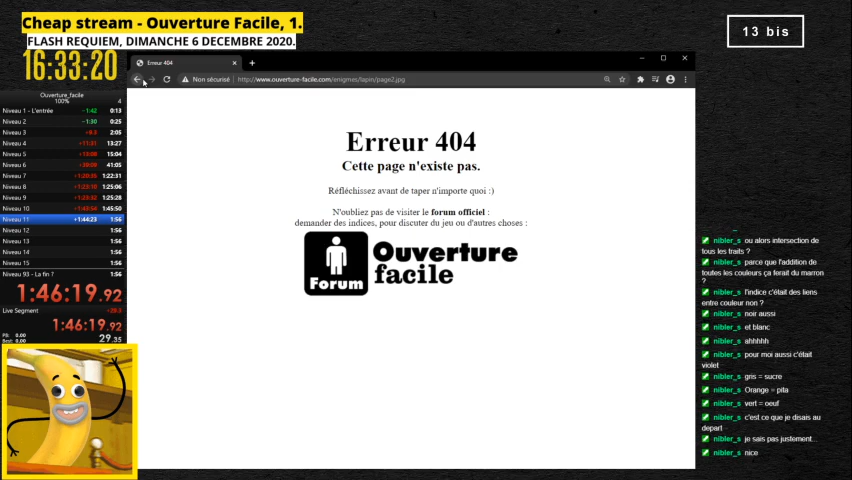 Cheap stream - Ouverture Facile, 1.
FLASH REQUIEM, DIMANCHE 6 DECEMBRE 2020.
16:33:20
13 bis
Ouverture_facile
100% 4
Niveau 1 - L'entrée -1:42 0:13
Niveau 2 -1:30 0:25
Niveau 3 2:05
Niveau 4 +11:31 13:27
Niveau 5 +13:08 15:04
Niveau 6 +39:09 41:05
Niveau 7 +1:20:35 1:22:31
Niveau 8 +1:23:10 1:25:06
Niveau 9 +1:23:32 1:25:28
Niveau 10 +1:43:54 1:45:50
Niveau 11 +1:44:23 1:56
Niveau 12 1:56
Niveau 13 1:56
Niveau 14 1:56
Niveau 15 1:56
Niveau 93 - La fin ? 1:56
1:46:19.92
Live Segment +29.3
1:46:19.92
PB: 0.00
Best: 0.00
29.35
Erreur 404
Non sécurisé | http://www.ouverture-facile.com/enigmes/lapin/page2.jpg
Erreur 404
Cette page n'existe pas.
Réfléchissez avant de taper n'importe quoi :)
N'oubliez pas de visiter le forum officiel :
demander des indices, pour discuter du jeu ou d'autres choses :
Forum
Ouverture
facile
nibler_s ou alors intersection de
tous les traits ?
nibler_s parce que l'addition de
toutes les couleurs ça ferait du marron
?
nibler_s l'indice c'était des liens
entre couleur non ?
nibler_s noir aussi
nibler_s et blanc
nibler_s ahhhhh
nibler_s pour moi aussi c'était
violet
nibler_s gris = sucre
nibler_s Orange = pita
nibler_s vert = oeuf
nibler_s c'est ce que je disais au
depart
nibler_s je sais pas justement...
nibler_s nice